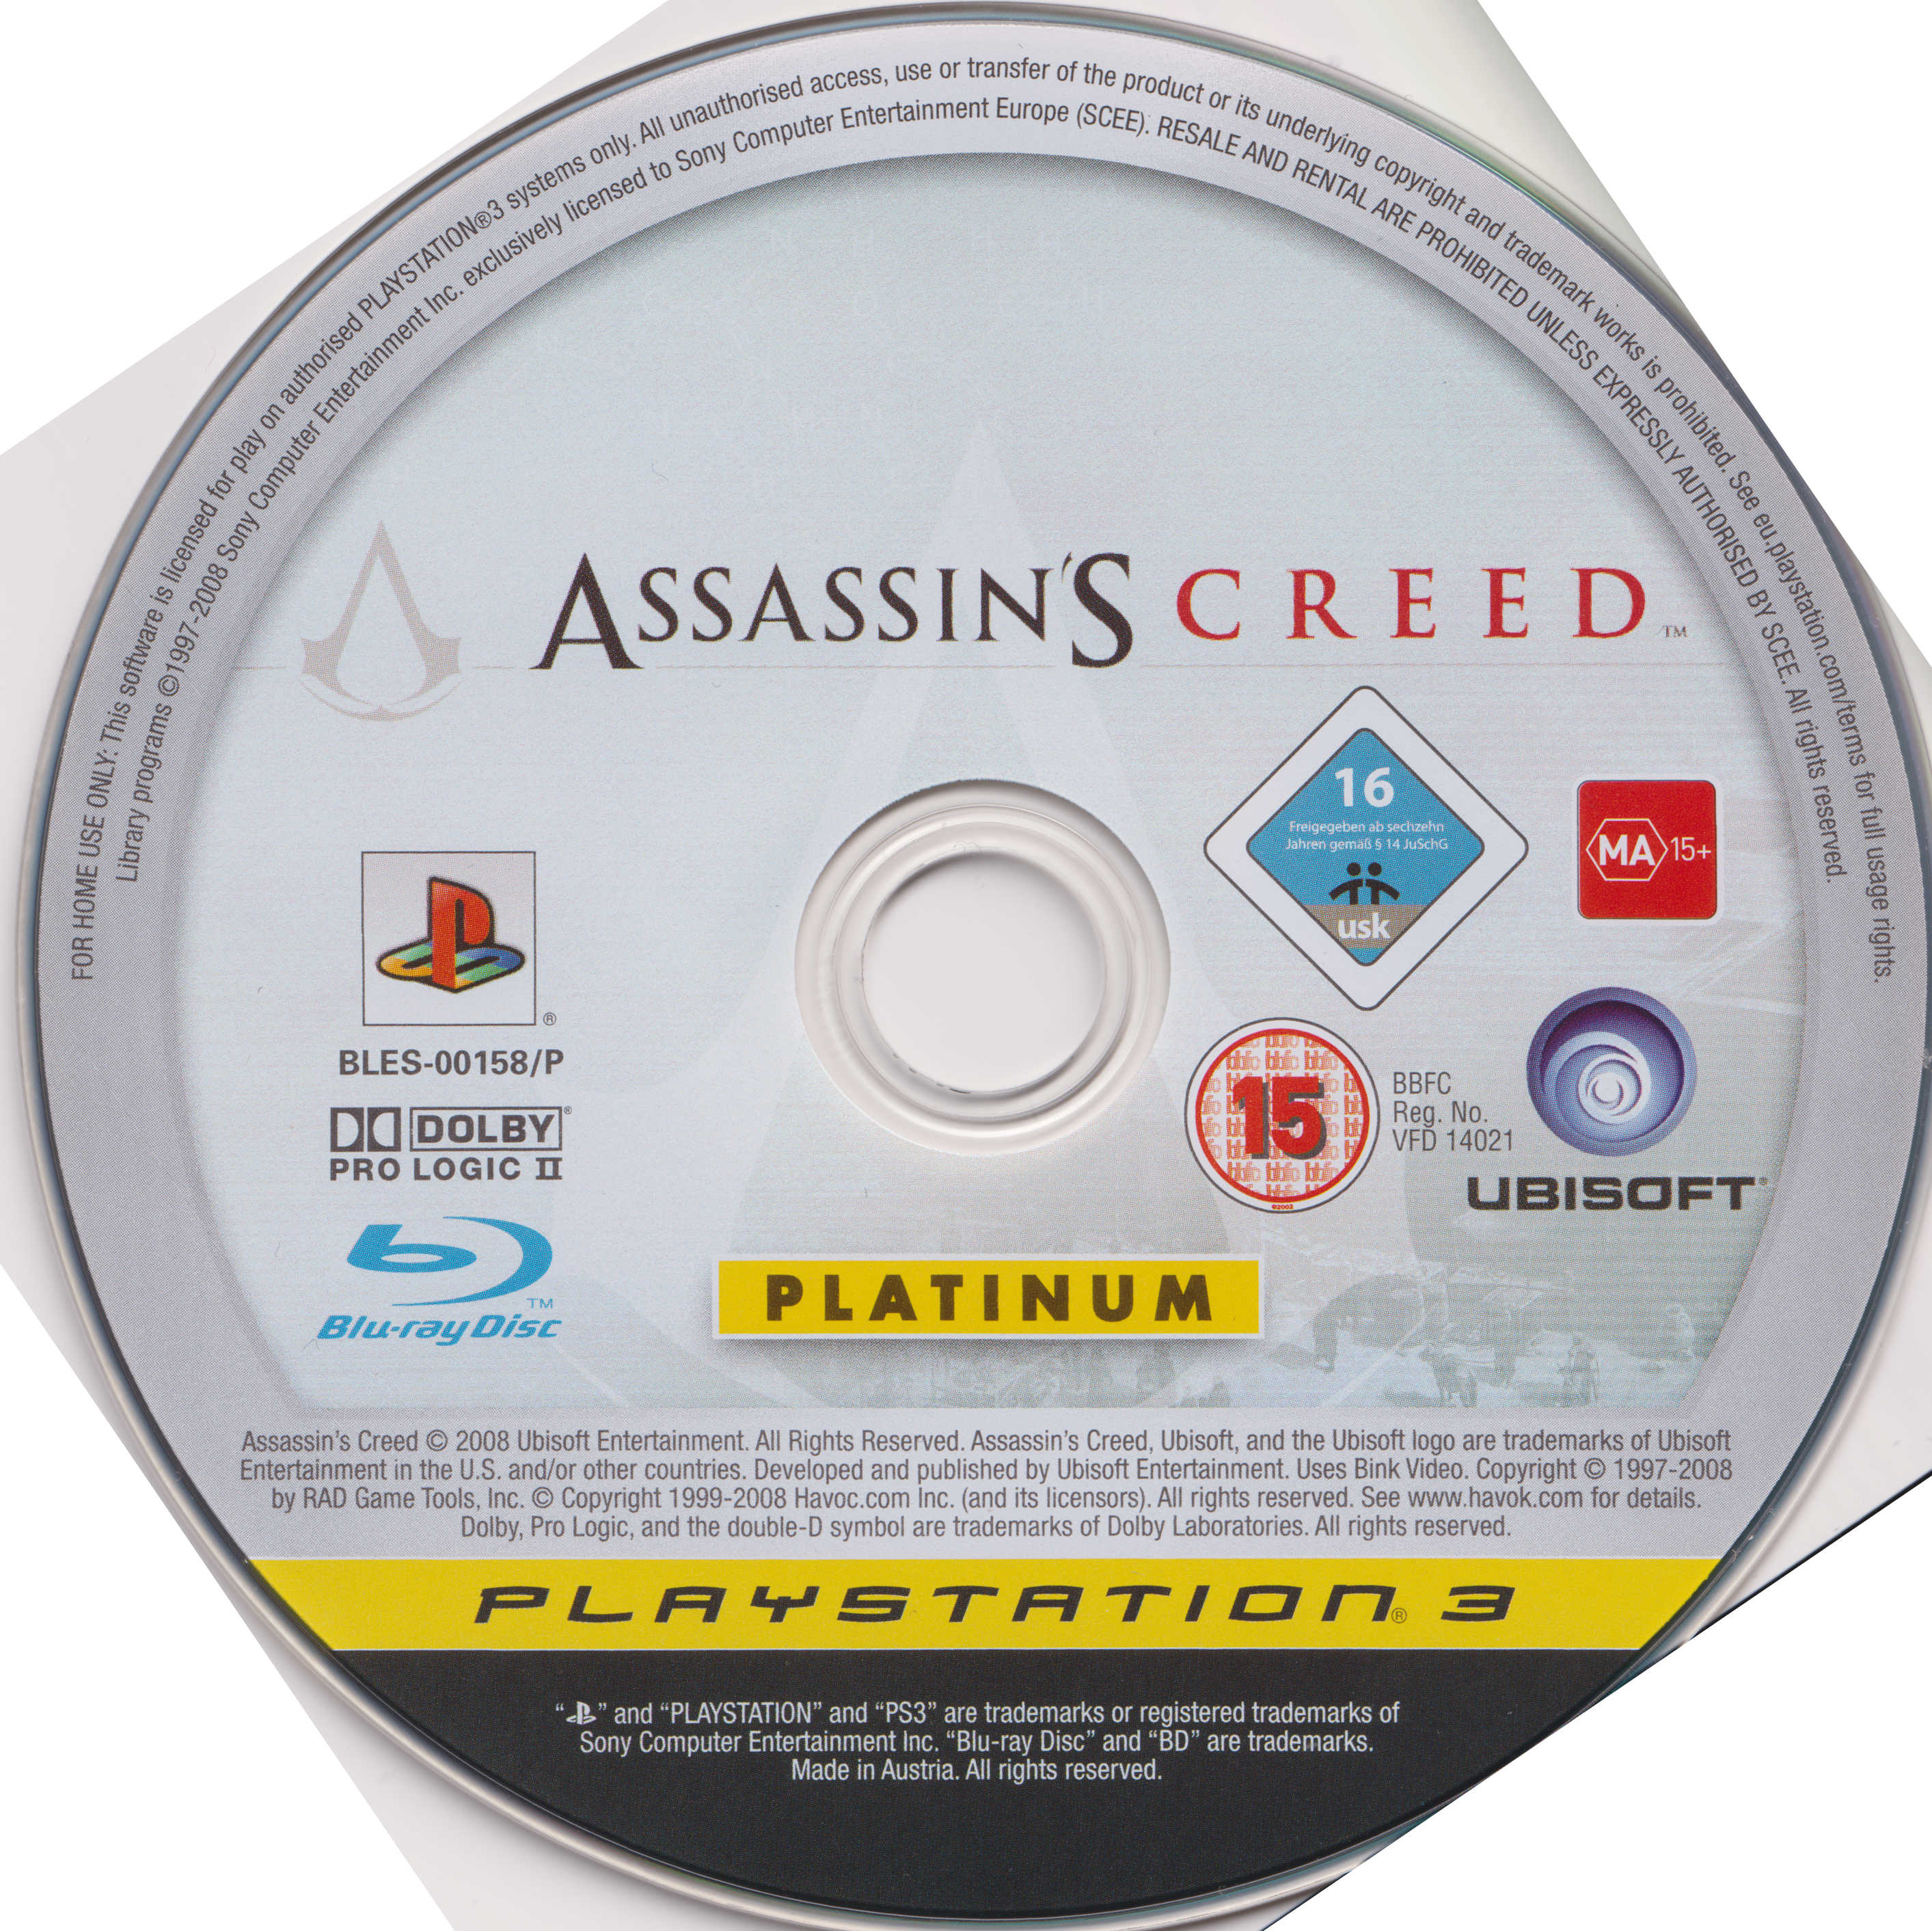 FOR HOME USE ONLY: This software is licensed for play on authorised PLAYSTATION®3 systems only. All unauthorised access, use or transfer of the product or its underlying copyright and trademark works is prohibited. See eu.playstation.com/terms for full usage rights.
Library programs ©1997-2008 Sony Computer Entertainment Inc. exclusively licensed to Sony Computer Entertainment Europe (SCEE). RESALE AND RENTAL ARE PROHIBITED UNLESS EXPRESSLY AUTHORISED BY SCEE. All rights reserved.
ASSASSIN'S CREED™
16
Freigegeben ab sechzehn
Jahren gemäß § 14 JuSchG
usk
MA 15+
®
BLES-00158/P
DOLBY®
PRO LOGIC II
TM
Blu-ray Disc
15
©2002
BBFC
Reg. No.
VFD 14021
UBISOFT®
PLATINUM
Assassin's Creed © 2008 Ubisoft Entertainment. All Rights Reserved. Assassin's Creed, Ubisoft, and the Ubisoft logo are trademarks of Ubisoft
Entertainment in the U.S. and/or other countries. Developed and published by Ubisoft Entertainment. Uses Bink Video. Copyright © 1997-2008
by RAD Game Tools, Inc. © Copyright 1999-2008 Havoc.com Inc. (and its licensors). All rights reserved. See www.havok.com for details.
Dolby, Pro Logic, and the double-D symbol are trademarks of Dolby Laboratories. All rights reserved.
PLAYSTATION® 3
“ ” and “PLAYSTATION” and “PS3” are trademarks or registered trademarks of
Sony Computer Entertainment Inc. “Blu-ray Disc” and “BD” are trademarks.
Made in Austria. All rights reserved.